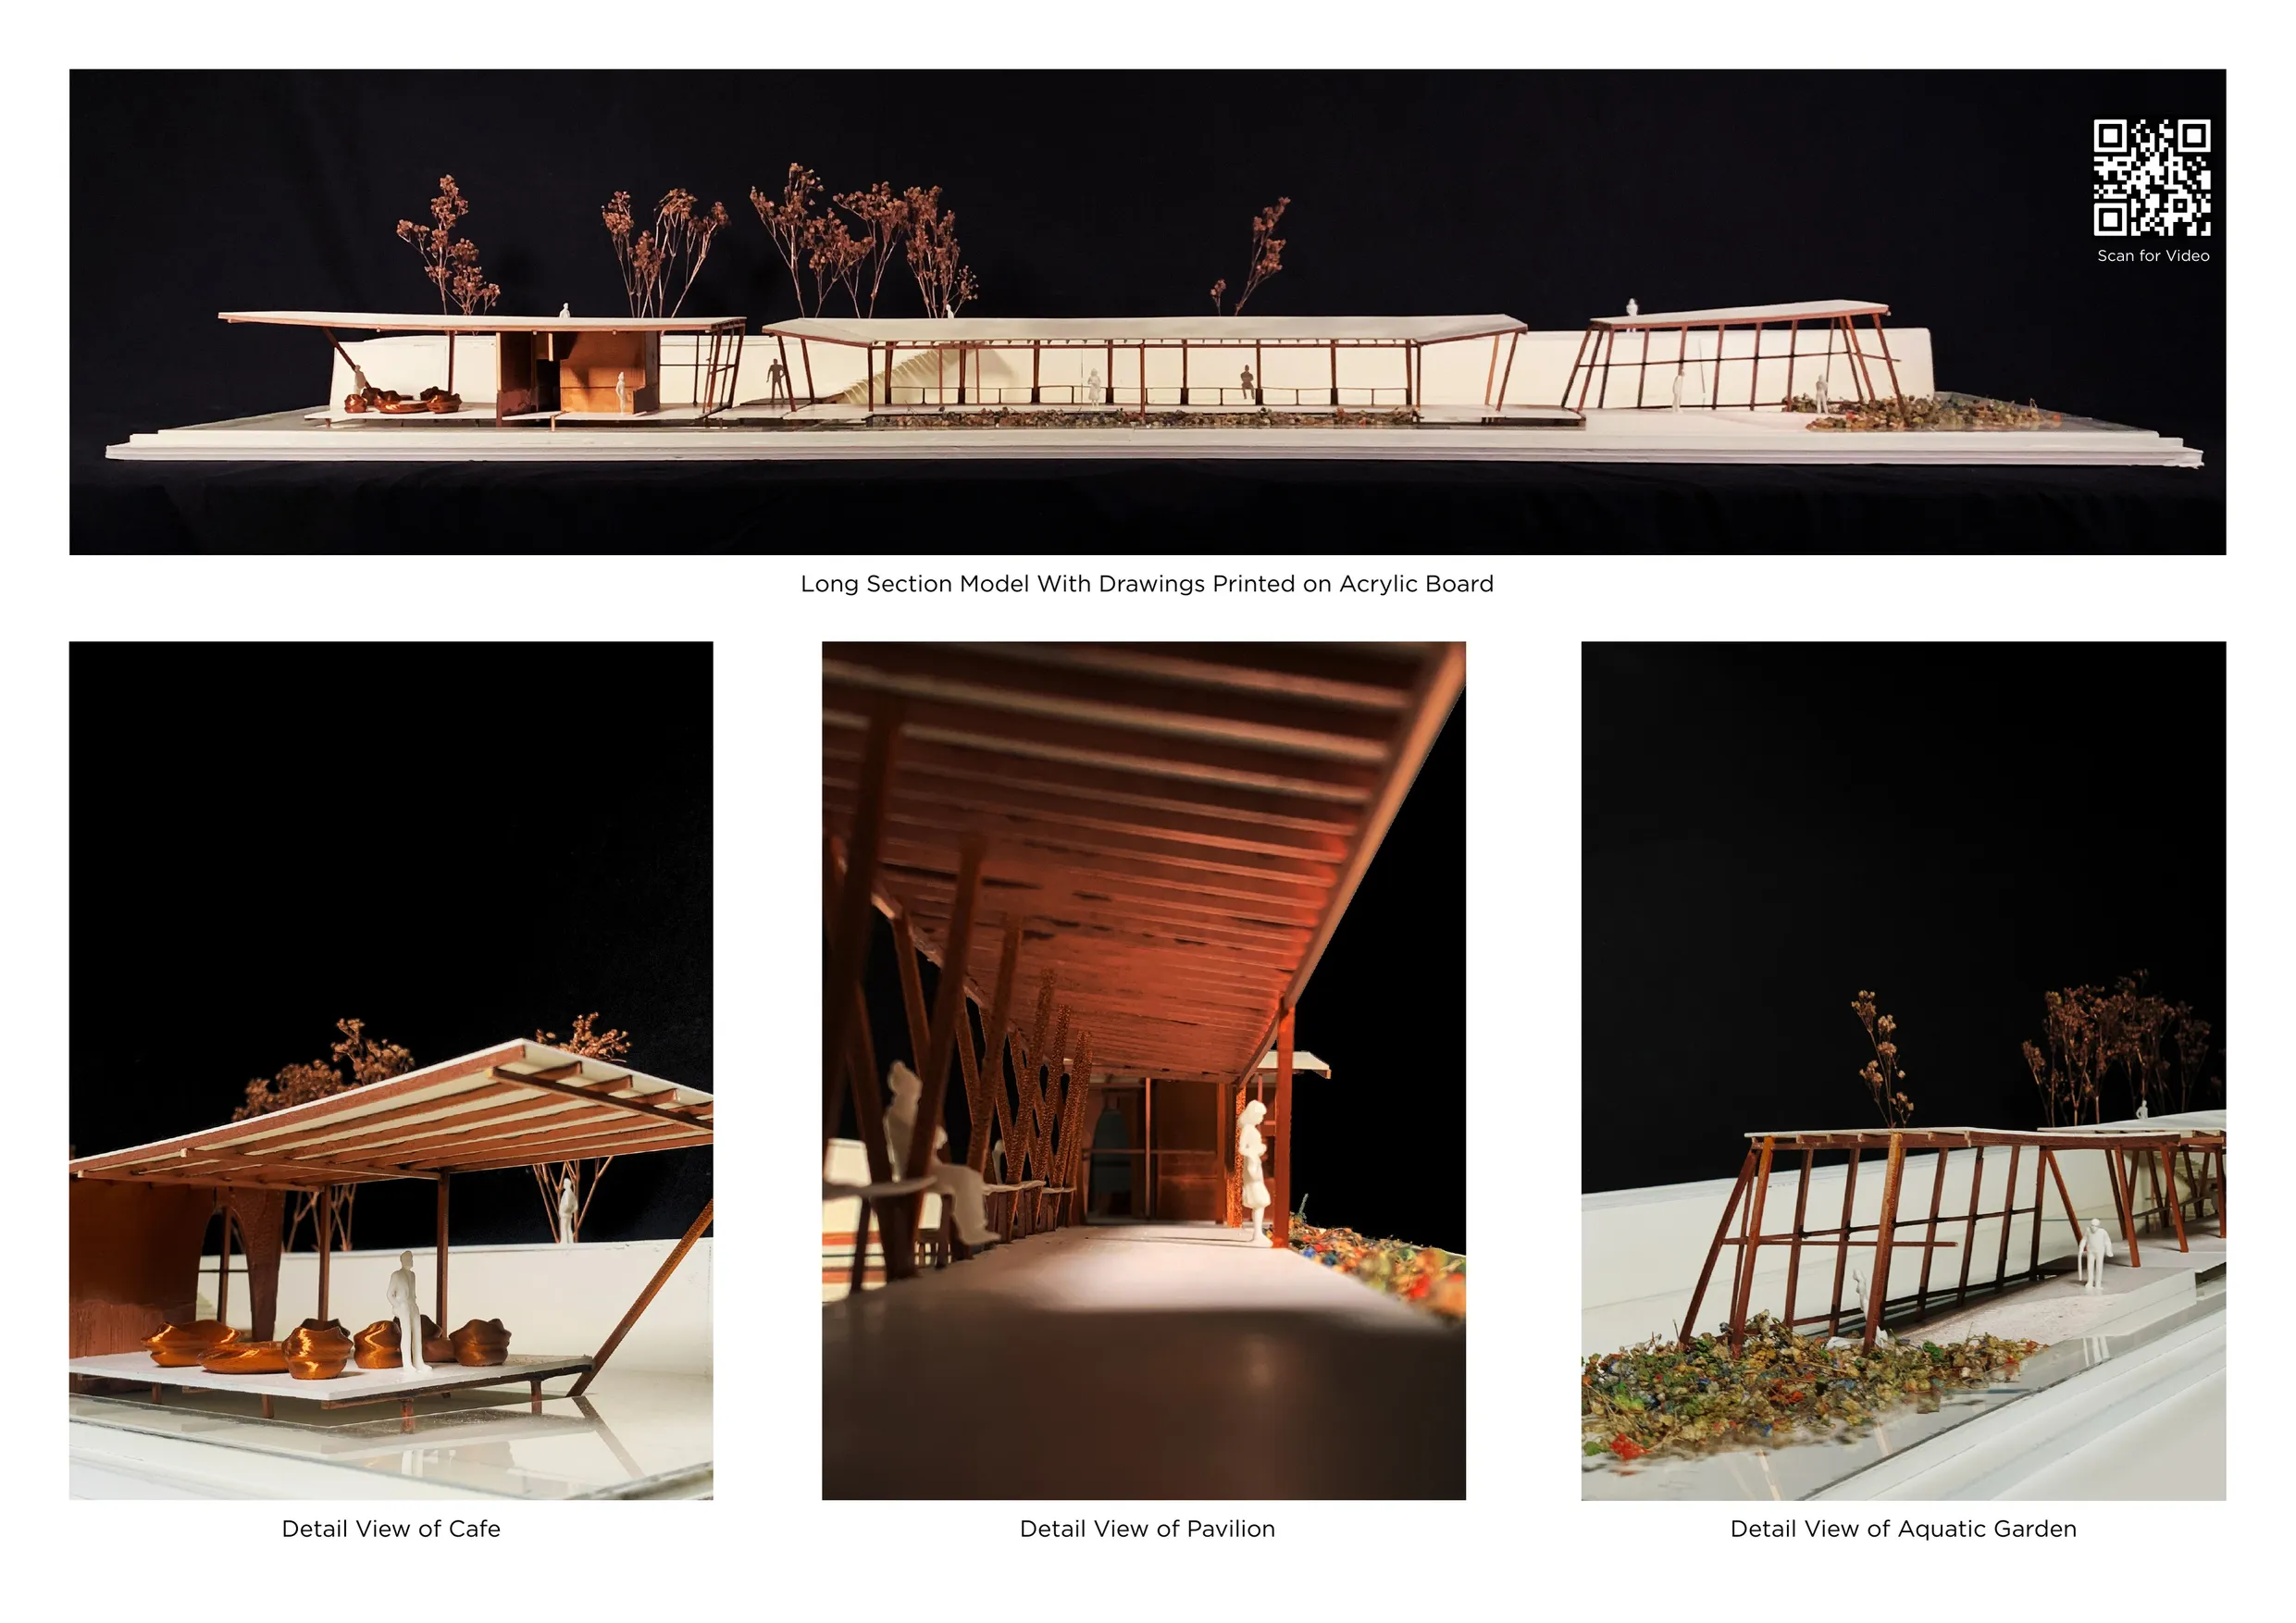 Scan for Video
Long Section Model With Drawings Printed on Acrylic Board
Detail View of Cafe
Detail View of Pavilion
Detail View of Aquatic Garden